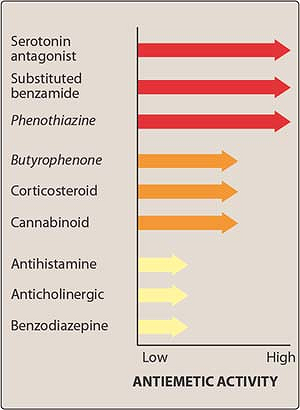 Serotonin
antagonist
Substituted
benzamide
Phenothiazine
Butyrophenone
Corticosteroid
Cannabinoid
Antihistamine
Anticholinergic
Benzodiazepine
Low High
ANTIEMETIC ACTIVITY